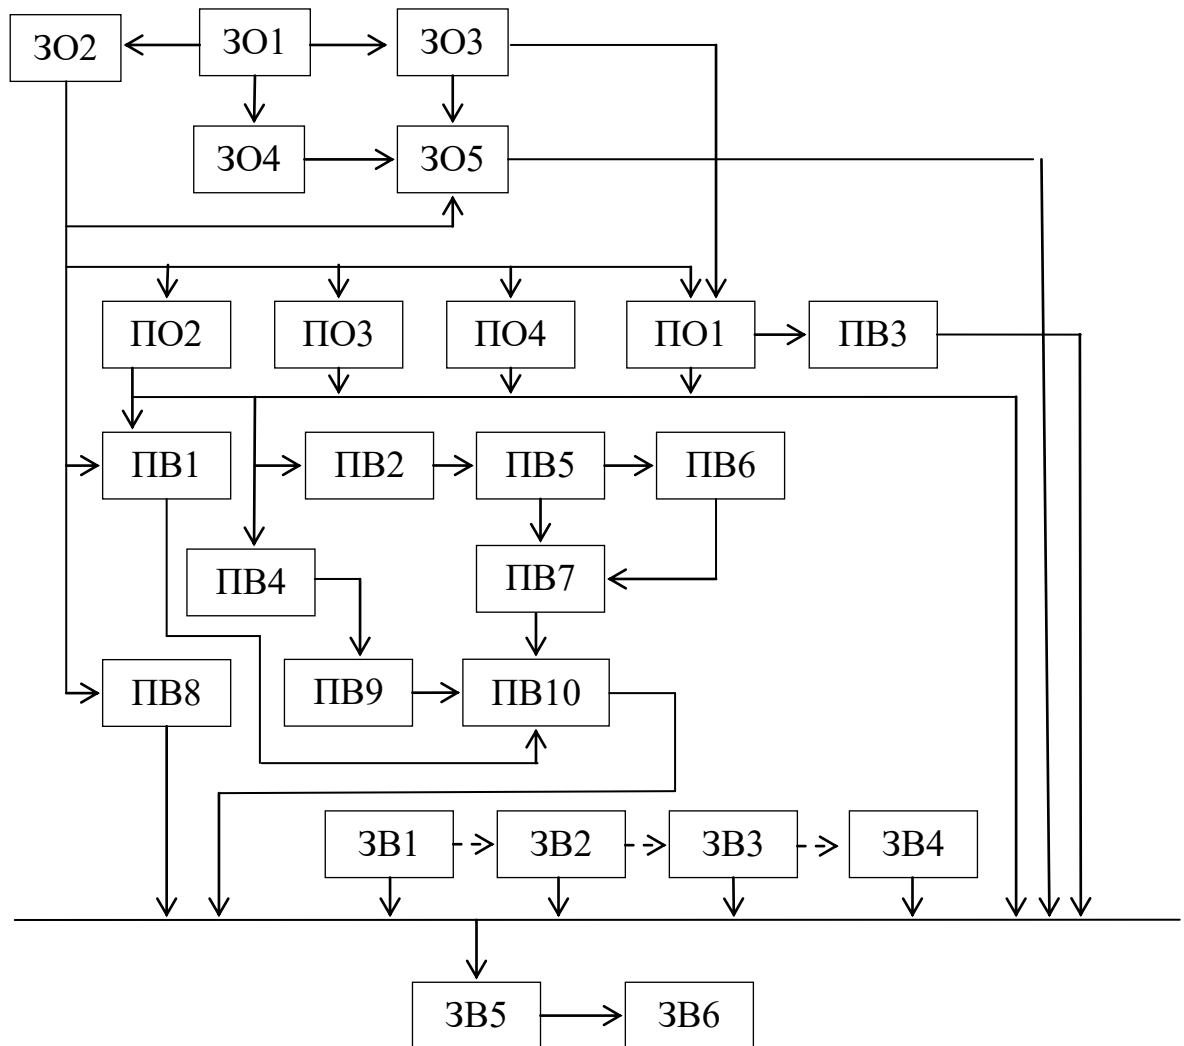 ЗО2 ЗО1 ЗО3
ЗО4 ЗО5
ПО2 ПО3 ПО4 ПО1 ПВ3
ПВ1 ПВ2 ПВ5 ПВ6
ПВ4 ПВ7
ПВ8 ПВ9 ПВ10
ЗВ1 ЗВ2 ЗВ3 ЗВ4
ЗВ5 ЗВ6